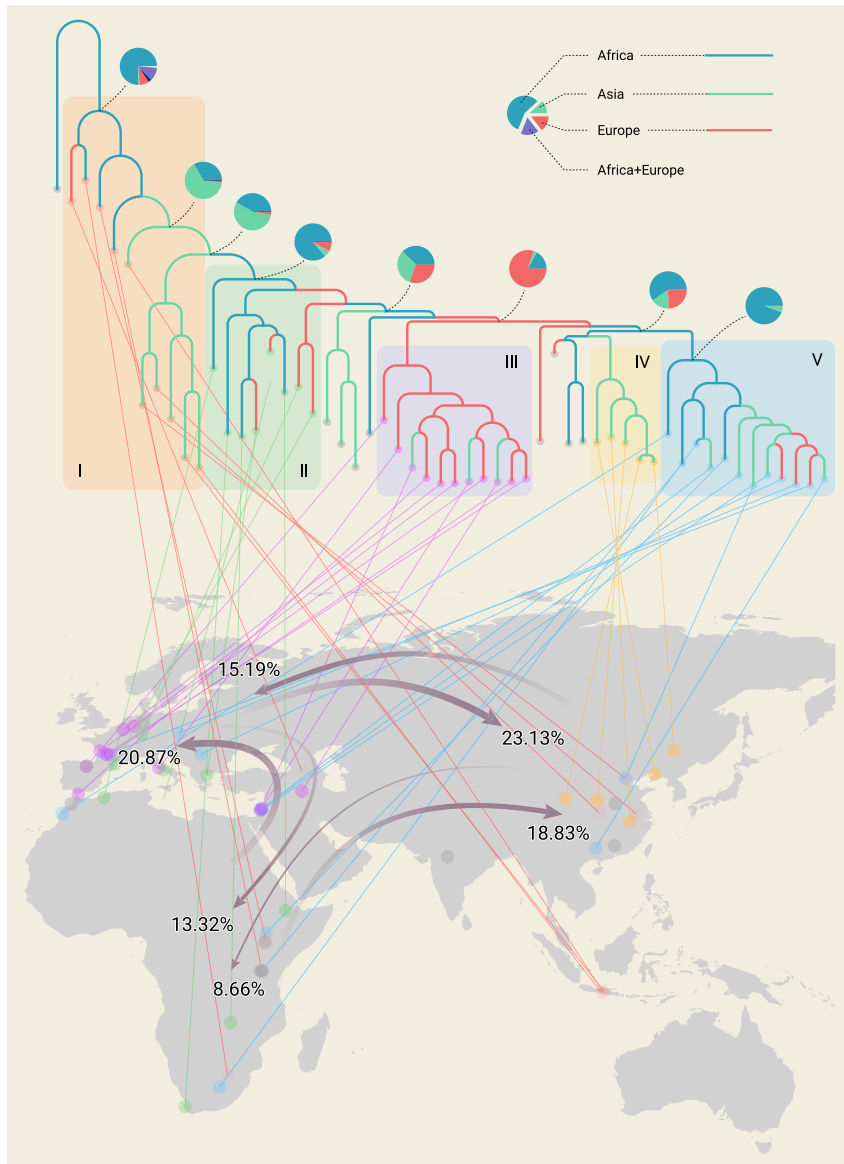 Africa
Asia
Europe
Africa+Europe
III
IV
V
I
II
15.19%
23.13%
20.87%
18.83%
13.32%
8.66%